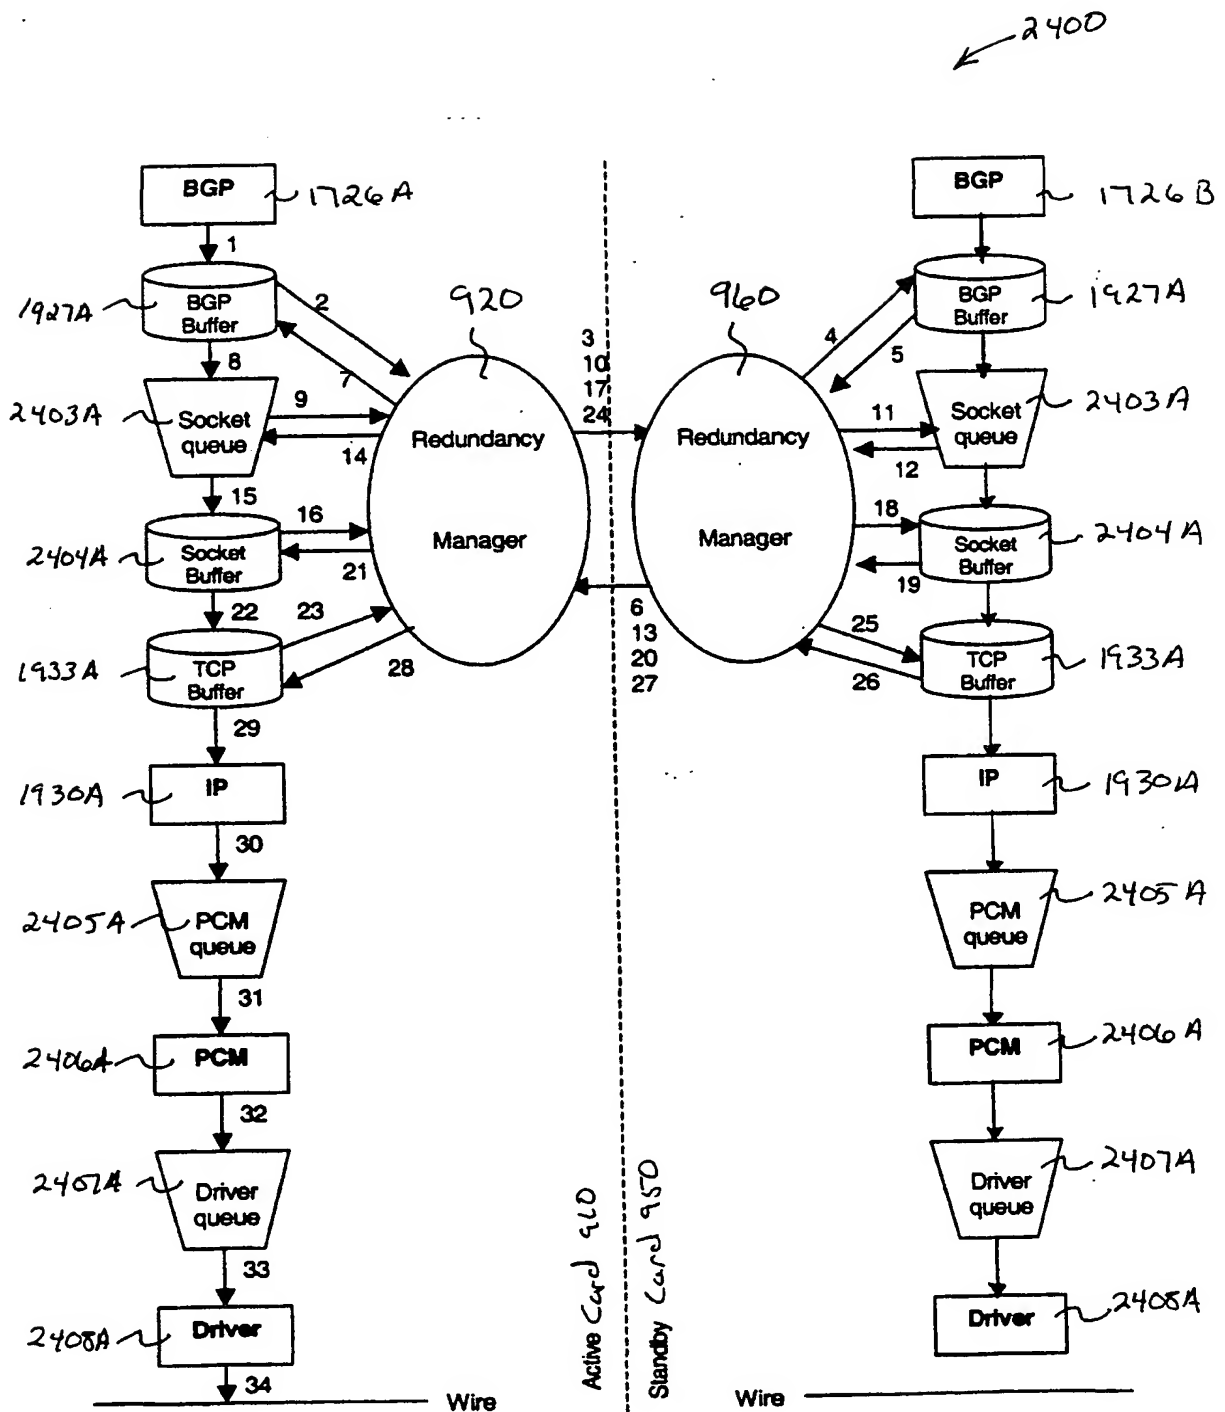 2400
BGP
1726A
BGP
1726B
1
1927A
BGP
Buffer
2
920
960
4
BGP
Buffer
1927A
3
10
17
24
5
8
7
2403A
Socket
queue
9
14
Redundancy
Manager
Redundancy
Manager
11
12
Socket
queue
2403A
15
2404A
Socket
Buffer
16
21
18
19
Socket
Buffer
2404A
22
23
6
13
20
27
25
26
1933A
TCP
Buffer
28
TCP
Buffer
1933A
29
1930A
IP
IP
1930A
30
2405A
PCM
queue
PCM
queue
2405A
31
2406A
PCM
PCM
2406A
32
2407A
Driver
queue
Driver
queue
2407A
Active Card 910
Standby Card 950
33
2408A
Driver
Driver
2408A
34
Wire
Wire